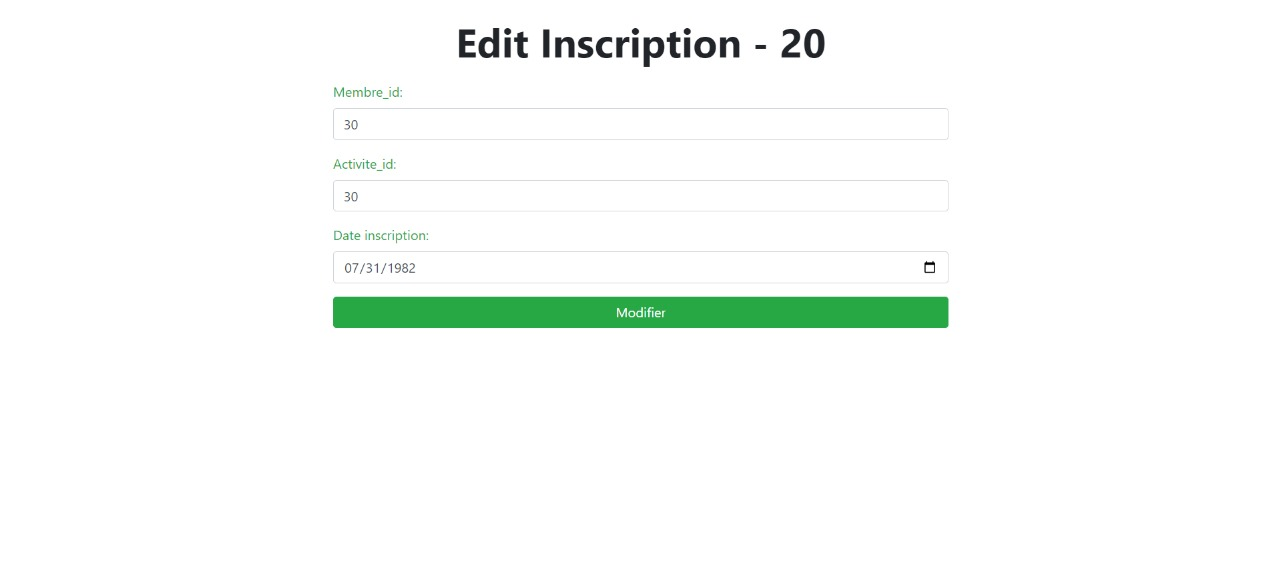 Edit Inscription - 20
Membre_id:
30
Activite_id:
30
Date inscription:
07/31/1982
Modifier